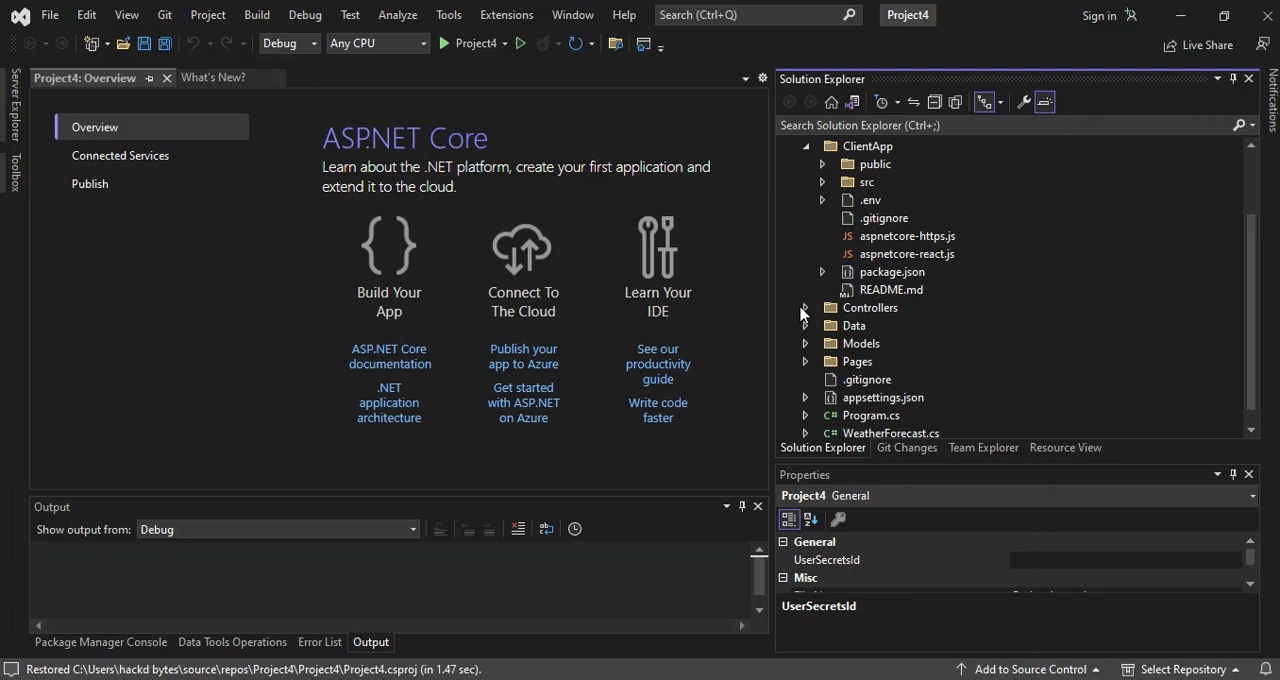 File Edit View Git Project Build Debug Test Analyze Tools Extensions Window Help Search (Ctrl+Q) Project4 Sign in
Debug Any CPU Project4 Live Share
Server Explorer
Toolbox
Notifications
Project4: Overview What's New?
Overview
Connected Services
Publish
ASP.NET Core
Learn about the .NET platform, create your first application and
extend it to the cloud.
Build Your
App
Connect To
The Cloud
Learn Your
IDE
ASP.NET Core
documentation
.NET
application
architecture
Publish your
app to Azure
Get started
with ASP.NET
on Azure
See our
productivity
guide
Write code
faster
Output
Show output from: Debug
Package Manager Console Data Tools Operations Error List Output
Solution Explorer
Search Solution Explorer (Ctrl+;)
ClientApp
public
src
.env
.gitignore
JS aspnetcore-https.js
JS aspnetcore-react.js
package.json
README.md
Controllers
Data
Models
Pages
.gitignore
appsettings.json
C# Program.cs
C# WeatherForecast.cs
Solution Explorer Git Changes Team Explorer Resource View
Properties
Project4 General
General
UserSecretsId
Misc
UserSecretsId
Restored C:\Users\hackd bytes\source\repos\Project4\Project4\Project4.csproj (in 1.47 sec). Add to Source Control Select Repository